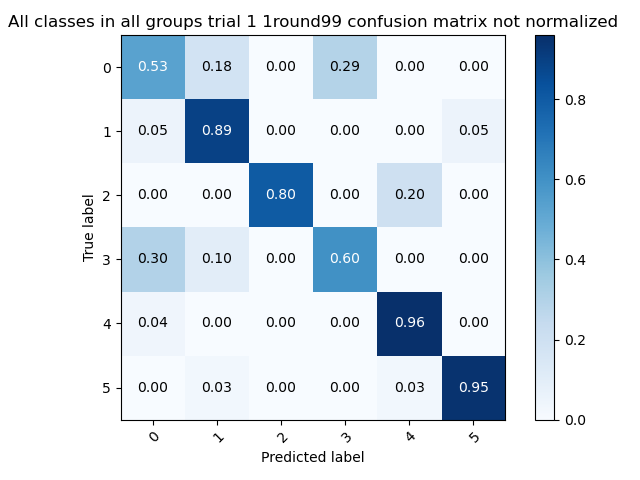 All classes in all groups trial 1 1round99 confusion matrix not normalized
0 0.53 0.18 0.00 0.29 0.00 0.00
1 0.05 0.89 0.00 0.00 0.00 0.05
2 0.00 0.00 0.80 0.00 0.20 0.00
3 0.30 0.10 0.00 0.60 0.00 0.00
4 0.04 0.00 0.00 0.00 0.96 0.00
5 0.00 0.03 0.00 0.00 0.03 0.95
0 1 2 3 4 5
True label
Predicted label
0.8
0.6
0.4
0.2
0.0